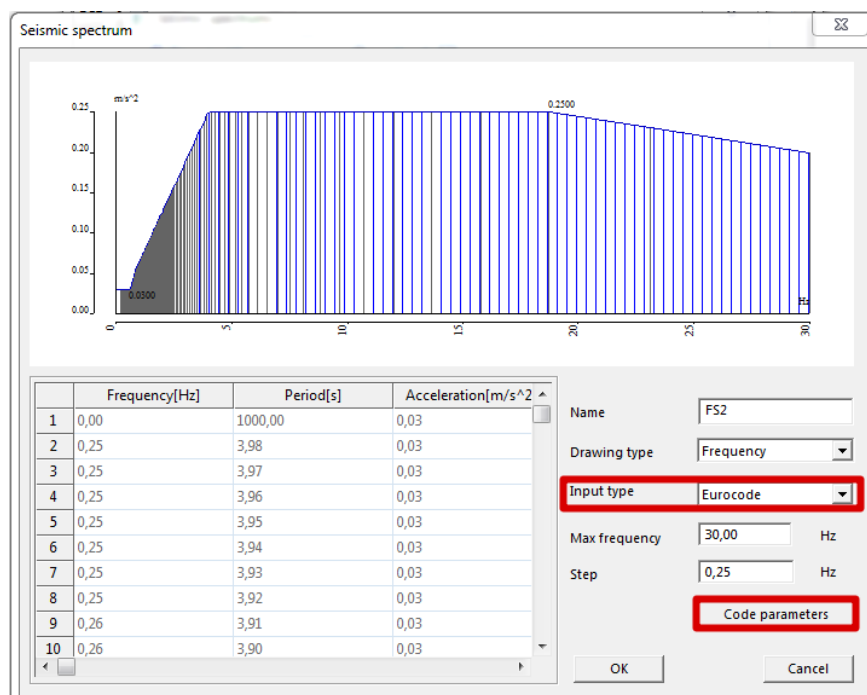 Seismic spectrum
m/s^2
0.25
0.20
0.15
0.10
0.05
0.00
0.2500
0.0300
Hz
0
5
10
15
20
25
30
Frequency[Hz] Period[s] Acceleration[m/s^2
1 0,00 1000,00 0,03
2 0,25 3,98 0,03
3 0,25 3,97 0,03
4 0,25 3,96 0,03
5 0,25 3,95 0,03
6 0,25 3,94 0,03
7 0,25 3,93 0,03
8 0,25 3,92 0,03
9 0,26 3,91 0,03
10 0,26 3,90 0,03
Name FS2
Drawing type Frequency
Input type Eurocode
Max frequency 30,00 Hz
Step 0,25 Hz
Code parameters
OK Cancel